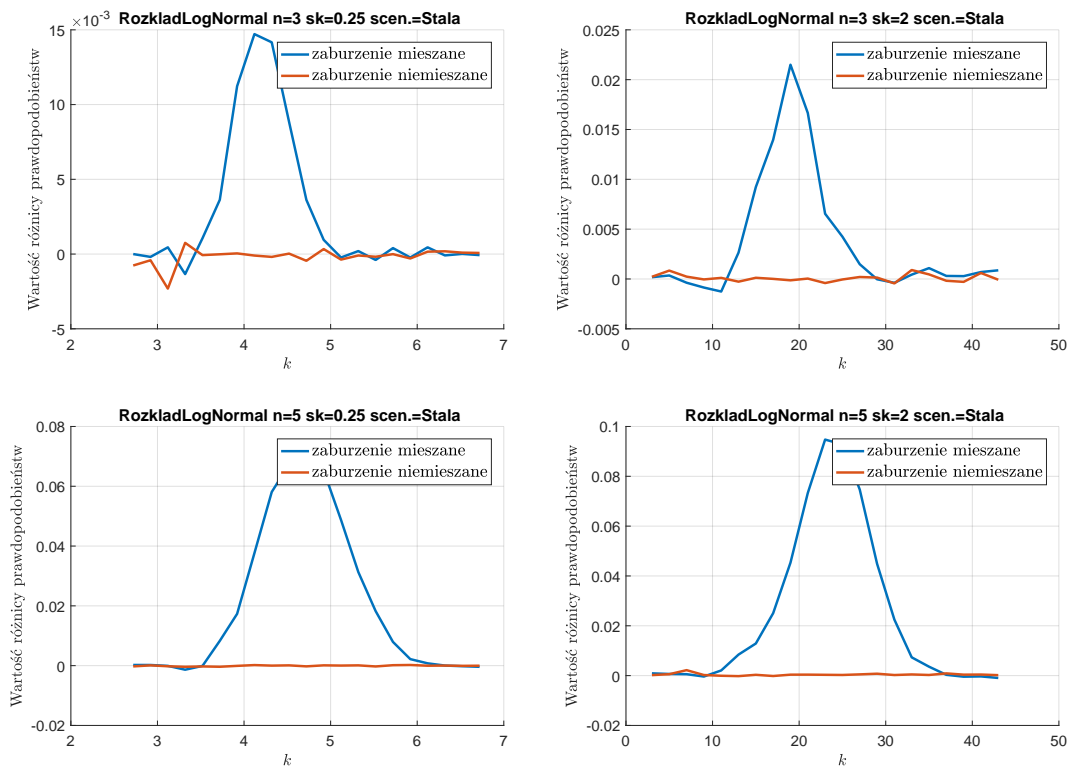 RozkladLogNormal n=3 sk=0.25 scen.=Stala
×10⁻³
15
10
5
0
-5
2
3
4
5
6
7
k
Wartość różnicy prawdopodobieństw
zaburzenie mieszane
zaburzenie niemieszane
RozkladLogNormal n=3 sk=2 scen.=Stala
0.025
0.02
0.015
0.01
0.005
0
-0.005
0
10
20
30
40
50
k
Wartość różnicy prawdopodobieństw
zaburzenie mieszane
zaburzenie niemieszane
RozkladLogNormal n=5 sk=0.25 scen.=Stala
0.08
0.06
0.04
0.02
0
-0.02
2
3
4
5
6
7
k
Wartość różnicy prawdopodobieństw
zaburzenie mieszane
zaburzenie niemieszane
RozkladLogNormal n=5 sk=2 scen.=Stala
0.1
0.08
0.06
0.04
0.02
0
-0.02
0
10
20
30
40
50
k
Wartość różnicy prawdopodobieństw
zaburzenie mieszane
zaburzenie niemieszane